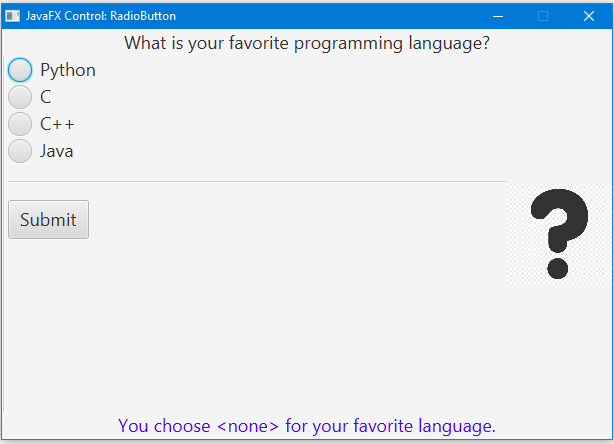 JavaFX Control: RadioButton
What is your favorite programming language?
Python
C
C++
Java
Submit
?
You choose <none> for your favorite language.